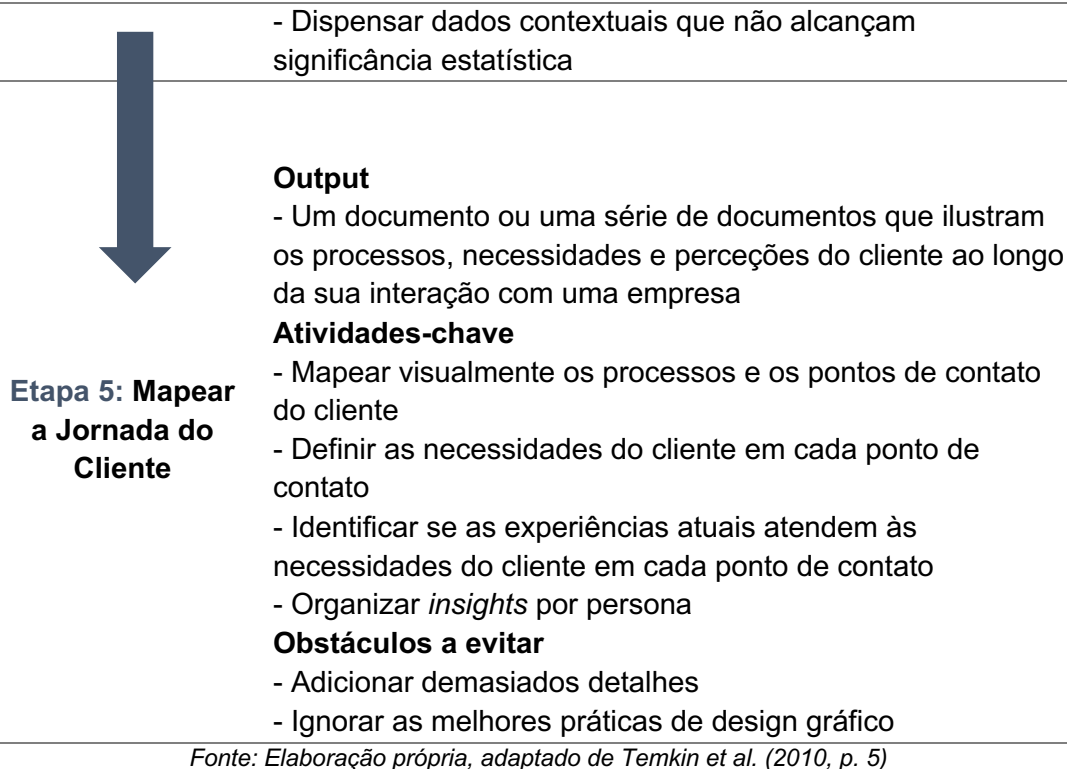 - Dispensar dados contextuais que não alcançam
significância estatística
Output
- Um documento ou uma série de documentos que ilustram
os processos, necessidades e perceções do cliente ao longo
da sua interação com uma empresa
Atividades-chave
- Mapear visualmente os processos e os pontos de contato
do cliente
- Definir as necessidades do cliente em cada ponto de
contato
- Identificar se as experiências atuais atendem às
necessidades do cliente em cada ponto de contato
- Organizar insights por persona
Obstáculos a evitar
- Adicionar demasiados detalhes
- Ignorar as melhores práticas de design gráfico
Etapa 5: Mapear
a Jornada do
Cliente
Fonte: Elaboração própria, adaptado de Temkin et al. (2010, p. 5)